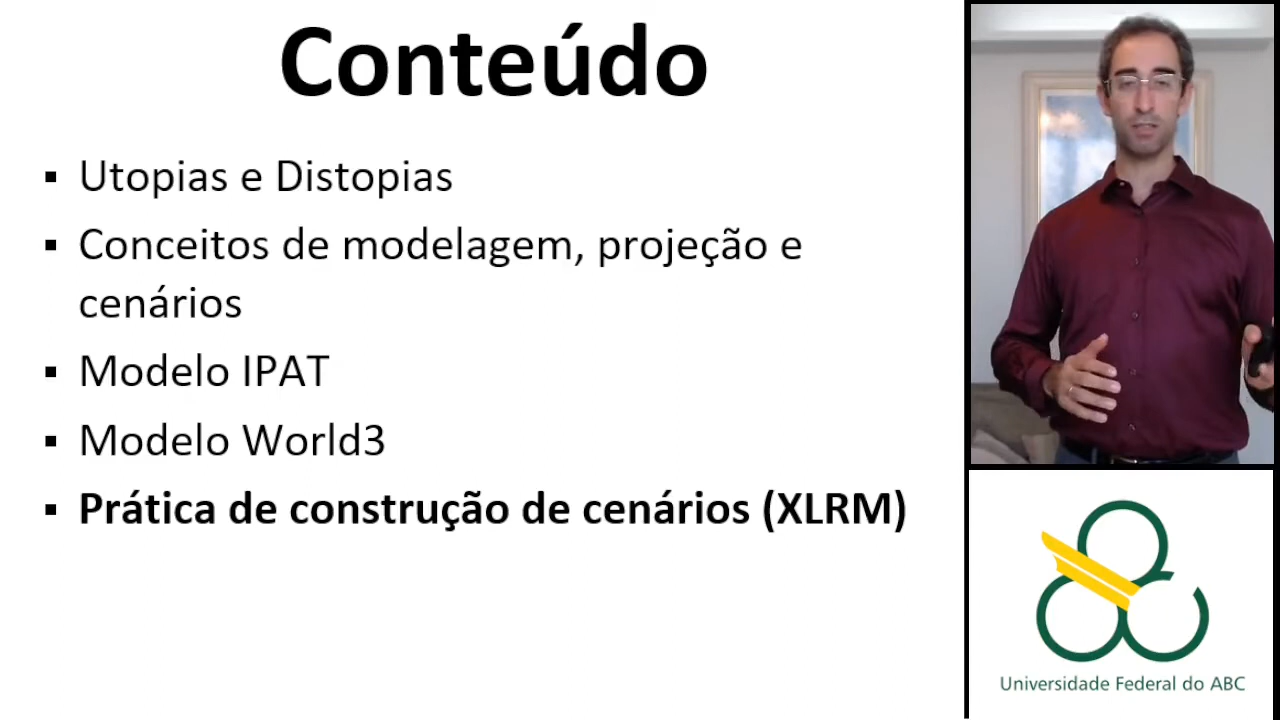 Conteúdo
▪ Utopias e Distopias
▪ Conceitos de modelagem, projeção e
cenários
▪ Modelo IPAT
▪ Modelo World3
▪ Prática de construção de cenários (XLRM)
Universidade Federal do ABC